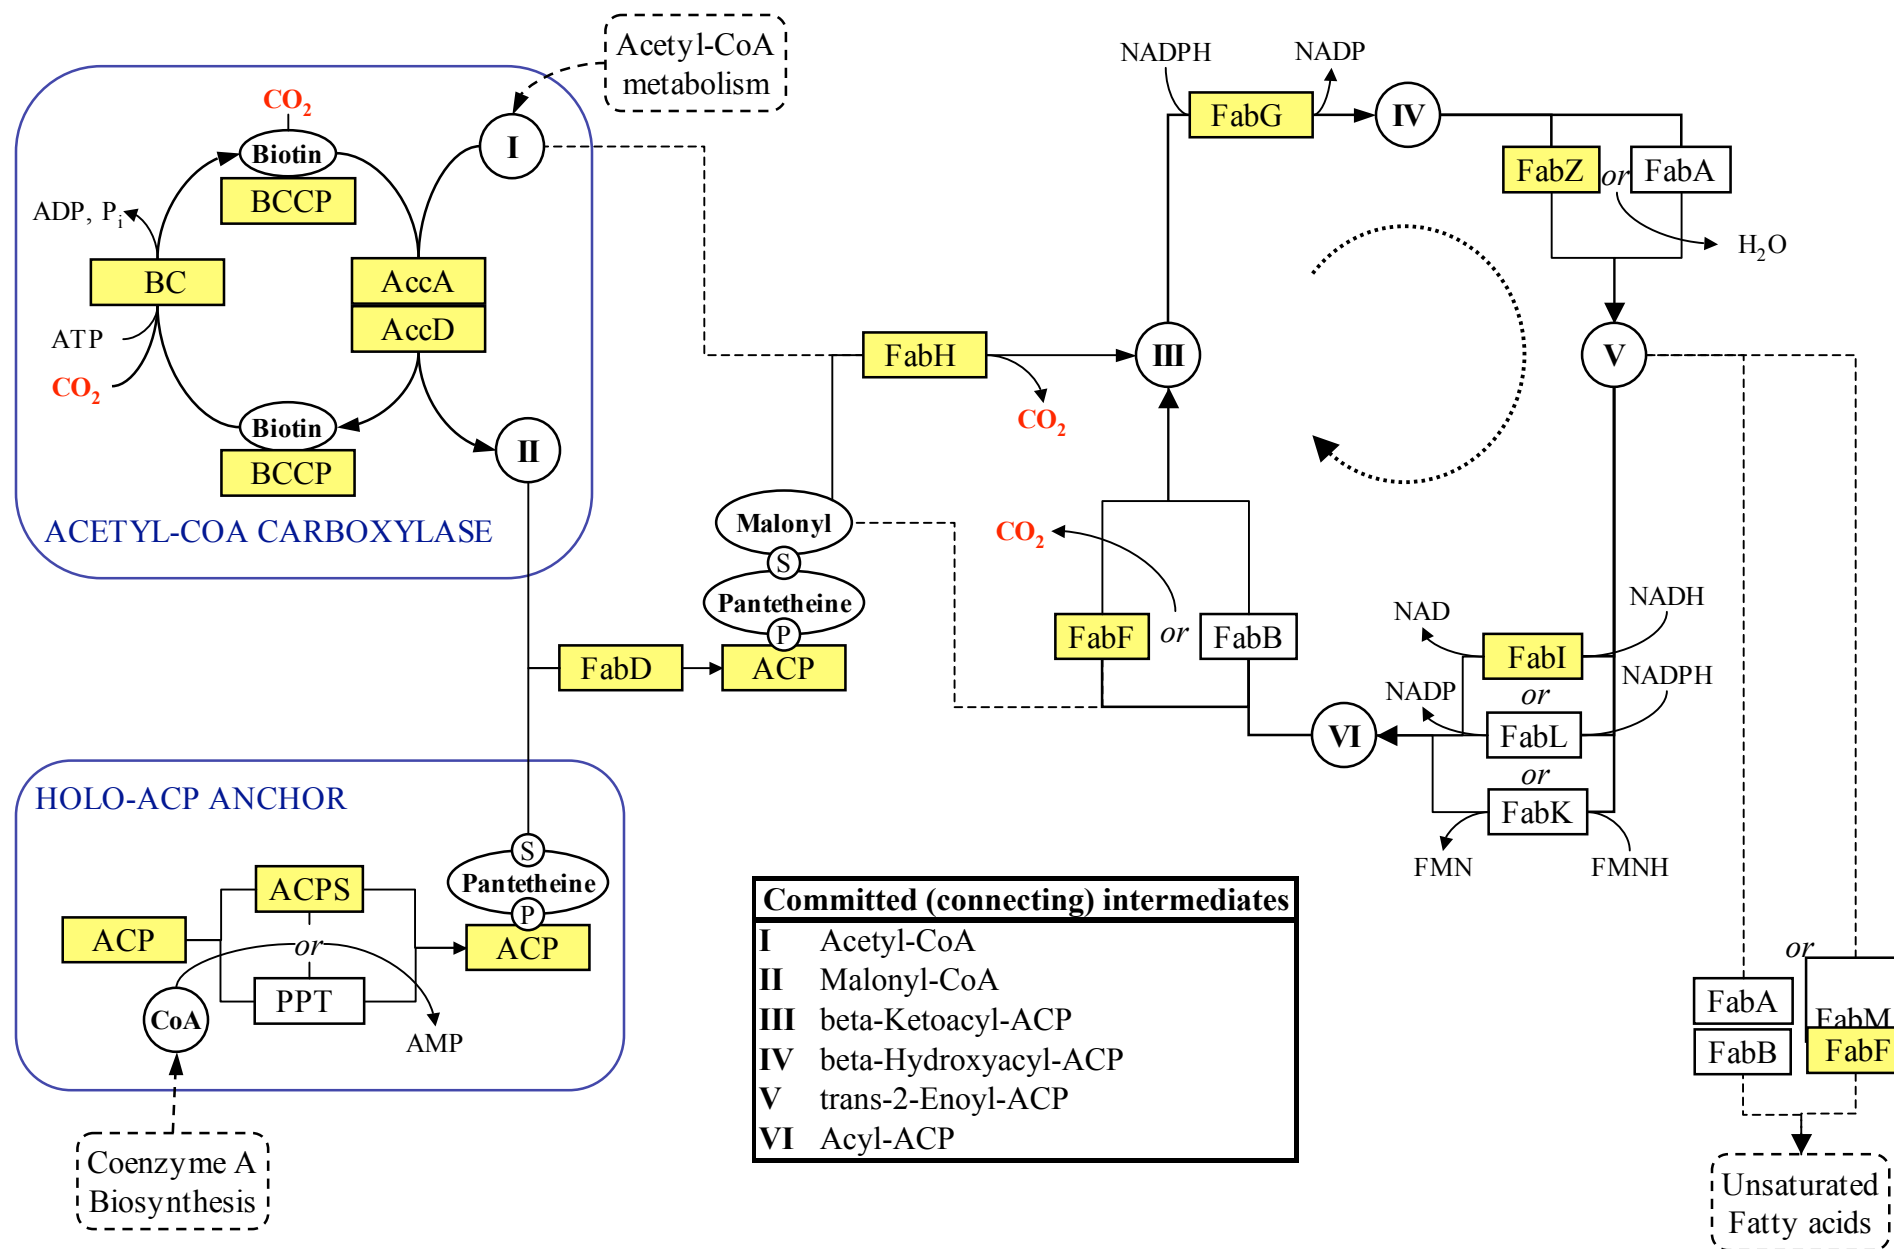 Acetyl-CoA
metabolism
CO2
I
Biotin
BCCP
ADP, Pi
BC
AccA
AccD
ATP
CO2
Biotin
BCCP
II
ACETYL-COA CARBOXYLASE
NADPH
NADP
FabG
IV
FabZ
or
FabA
H2O
FabH
III
V
CO2
Malonyl
S
Pantetheine
P
FabD
ACP
CO2
FabF
or
FabB
NAD
NADH
FabI
or
NADP
NADPH
VI
FabL
or
FabK
FMN
FMNH
HOLO-ACP ANCHOR
S
Pantetheine
P
ACP
ACPS
ACP
or
PPT
CoA
AMP
Coenzyme A
Biosynthesis
Committed (connecting) intermediates
I Acetyl-CoA
II Malonyl-CoA
III beta-Ketoacyl-ACP
IV beta-Hydroxyacyl-ACP
V trans-2-Enoyl-ACP
VI Acyl-ACP
or
FabA
FabB
FabM
FabF
Unsaturated
Fatty acids